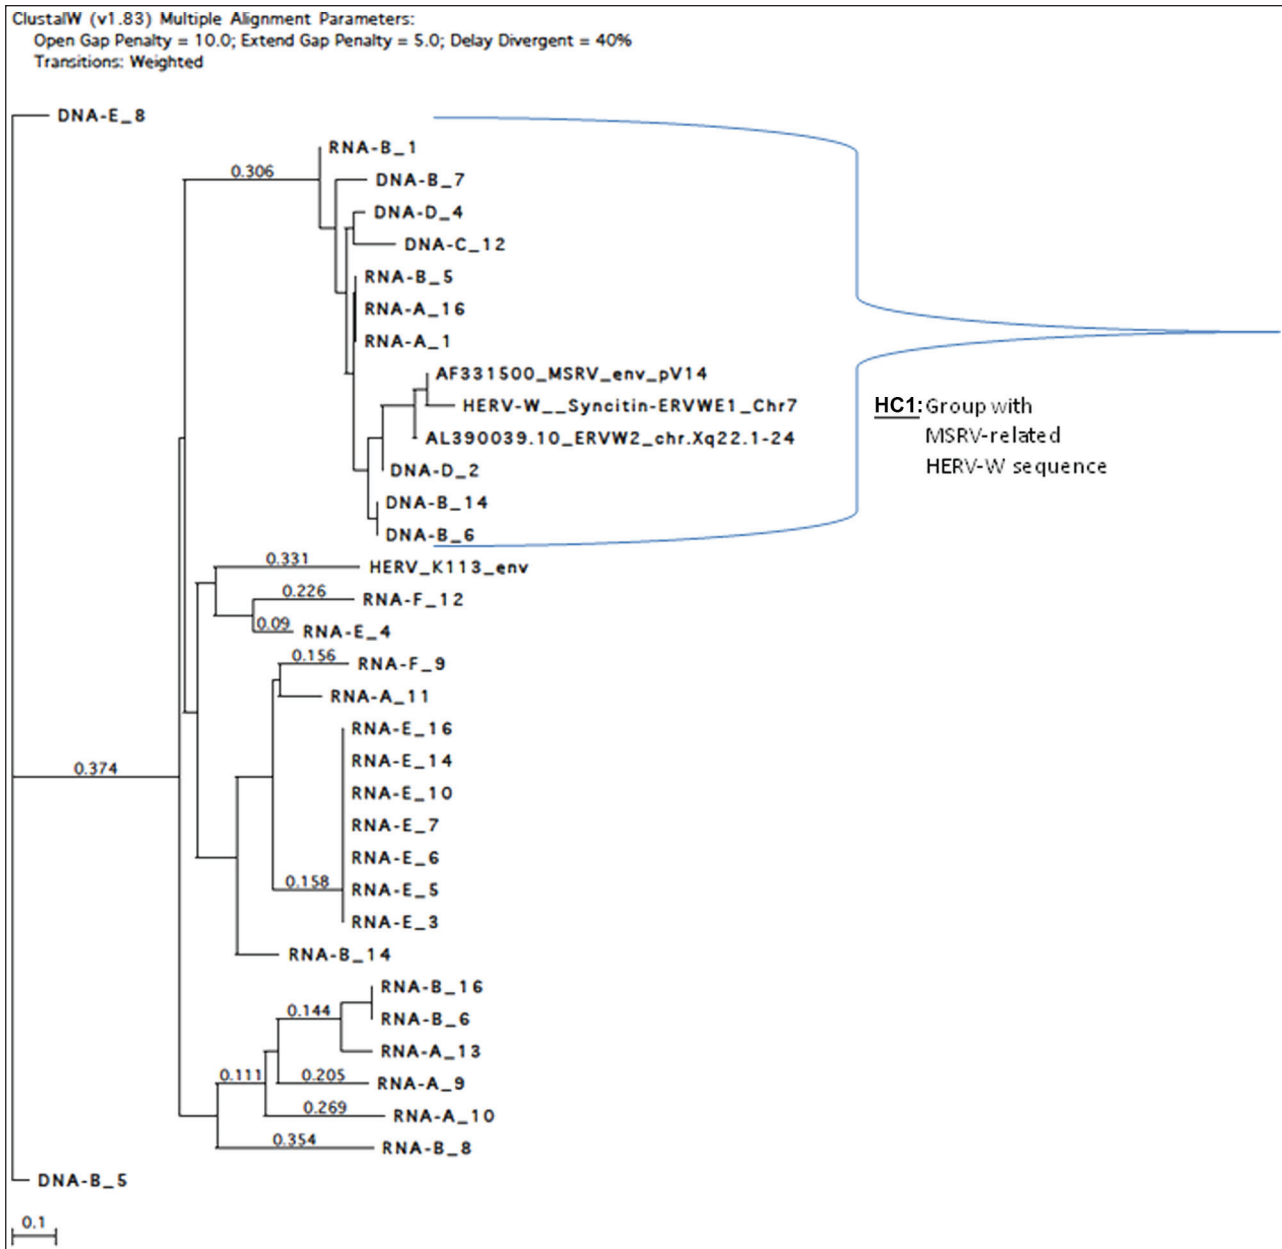 ClustalW (v1.83) Multiple Alignment Parameters:
Open Gap Penalty = 10.0; Extend Gap Penalty = 5.0; Delay Divergent = 40%
Transitions: Weighted
DNA-E_8
RNA-B_1
0.306
DNA-B_7
DNA-D_4
DNA-C_12
RNA-B_5
RNA-A_16
RNA-A_1
AF331500_MSRV_env_pV14
HERV-W__Syncitin-ERVWE1_Chr7
AL390039.10_ERVW2_chr.Xq22.1-24
DNA-D_2
DNA-B_14
DNA-B_6
HC1: Group with
MSRV-related
HERV-W sequence
0.331
HERV_K113_env
0.226
RNA-F_12
0.09
RNA-E_4
0.156
RNA-F_9
RNA-A_11
RNA-E_16
RNA-E_14
0.374
RNA-E_10
RNA-E_7
RNA-E_6
0.158
RNA-E_5
RNA-E_3
RNA-B_14
RNA-B_16
0.144
RNA-B_6
RNA-A_13
0.111
0.205
RNA-A_9
0.269
RNA-A_10
0.354
RNA-B_8
DNA-B_5
0.1